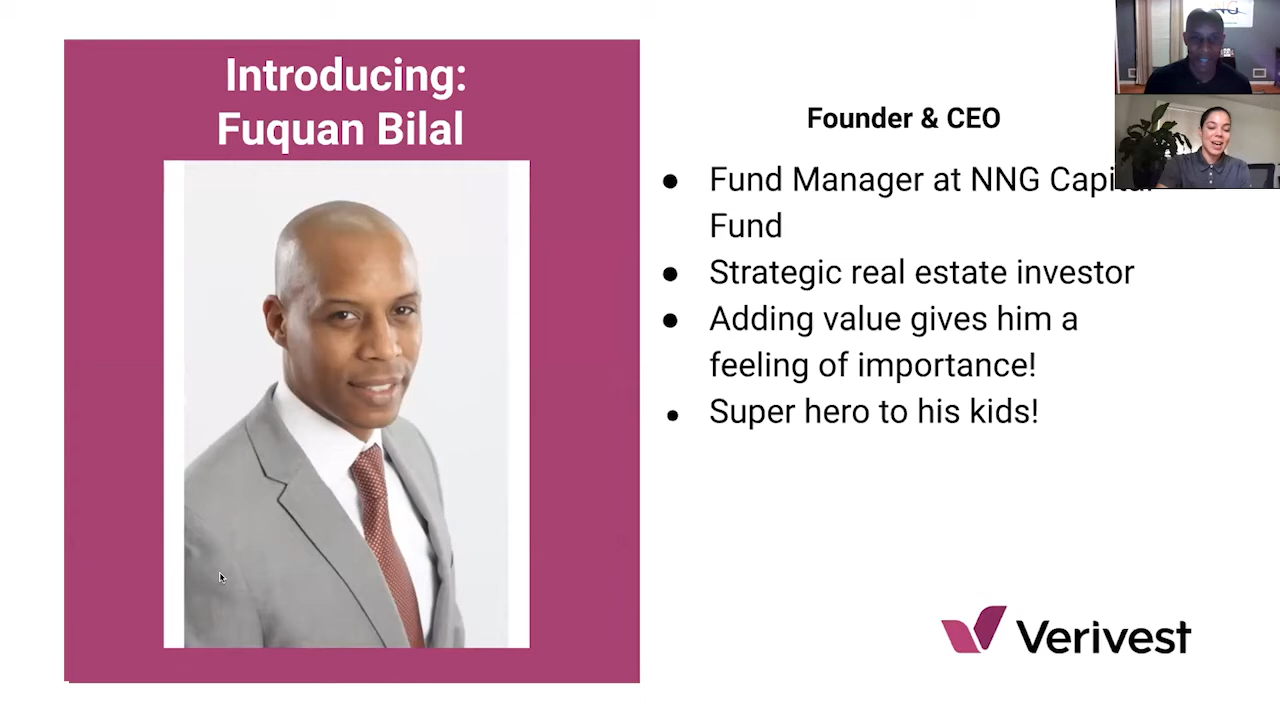 Introducing:
Fuquan Bilal
Founder & CEO
● Fund Manager at NNG Capital
Fund
● Strategic real estate investor
● Adding value gives him a
feeling of importance!
● Super hero to his kids!
Verivest